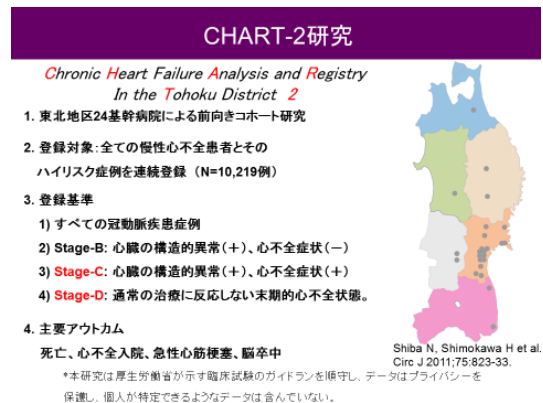 CHART-2研究
Chronic Heart Failure Analysis and Registry
In the Tohoku District 2
1. 東北地区24基幹病院による前向きコホート研究
2. 登録対象:全ての慢性心不全患者とその
ハイリスク症例を連続登録 (N=10,219例)
3. 登録基準
1) すべての冠動脈疾患症例
2) Stage-B: 心臓の構造的異常(+)、心不全症状(-)
3) Stage-C: 心臓の構造的異常(+)、心不全症状(+)
4) Stage-D: 通常の治療に反応しない末期的心不全状態。
4. 主要アウトカム
死亡、心不全入院、急性心筋梗塞、脳卒中
Shiba N, Shimokawa H et al.
Circ J 2011;75:823-33.
*本研究は厚生労働省が示す臨床試験のガイドランを順守し、データはプライバシーを
保護し、個人が特定できるようなデータは含んでいない。